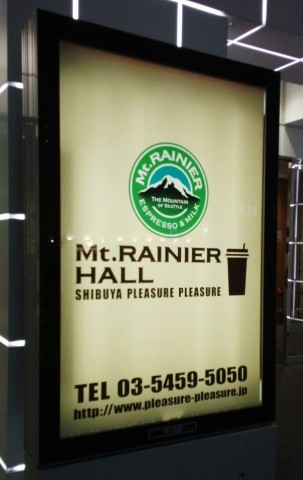 Mt. RAINIER
THE MOUNTAIN
OF SEATTLE
ESPRESSO & MILK
Mt.RAINIER
HALL
SHIBUYA PLEASURE PLEASURE
TEL 03-5459-5050
http://www.pleasure-pleasure.jp